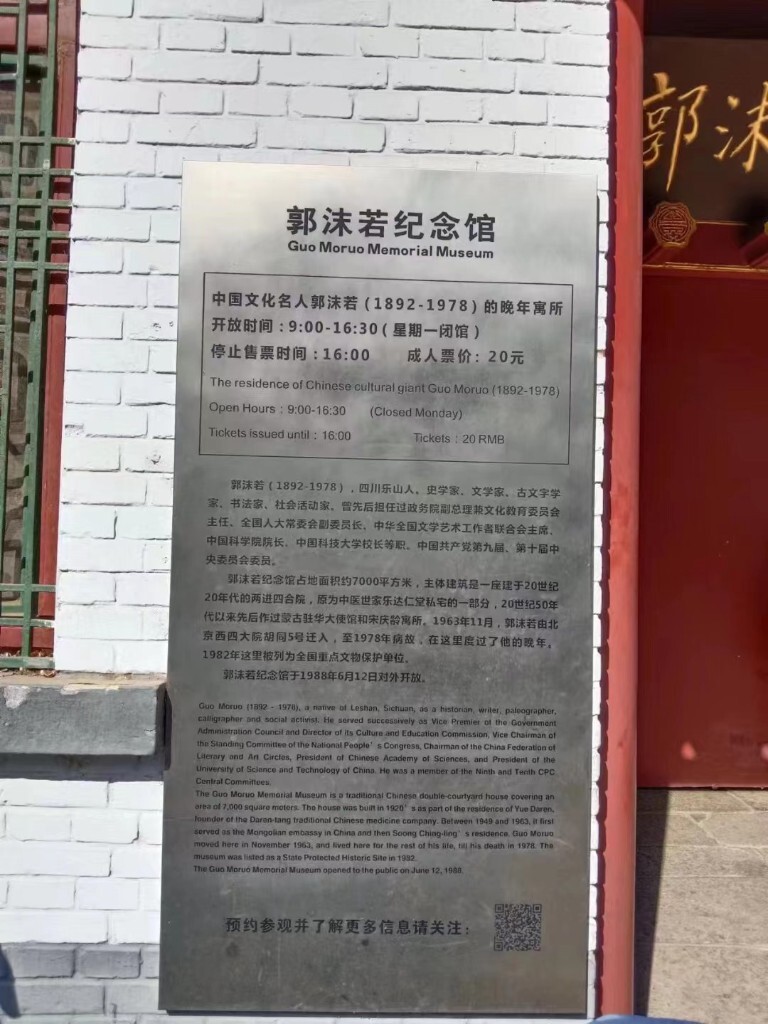 郭沫
郭沫若纪念馆
Guo Moruo Memorial Museum
中国文化名人郭沫若(1892-1978)的晚年寓所
开放时间:9:00-16:30(星期一闭馆)
停止售票时间:16:00 成人票价:20元
The residence of Chinese cultural giant Guo Moruo (1892-1978)
Open Hours : 9:00-16:30 (Closed Monday)
Tickets issued until : 16:00 Tickets : 20 RMB
郭沫若(1892-1978),四川乐山人。史学家、文学家、古文字学
家、书法家、社会活动家。曾先后担任过政务院副总理兼文化教育委员会
主任、全国人大常委会副委员长、中华全国文学艺术工作者联合会主席、
中国科学院院长、中国科技大学校长等职。中国共产党第九届、第十届中
央委员会委员。
郭沫若纪念馆占地面积约7000平方米,主体建筑是一座建于20世纪
20年代的两进四合院,原为中医世家乐达仁堂私宅的一部分,20世纪50年
代以来先后作过蒙古驻华大使馆和宋庆龄寓所。1963年11月,郭沫若由北
京西四大院胡同5号迁入,至1978年病故,在这里度过了他的晚年。
1982年这里被列为全国重点文物保护单位。
郭沫若纪念馆于1988年6月12日对外开放。
Guo Moruo (1892 - 1978), a native of Leshan, Sichuan, as a historian, writer, paleographer,
calligrapher and social activist. He served successively as Vice Premier of the Government
Administration Council and Director of its Culture and Education Commission, Vice Chairman of
the Standing Committee of the National People's Congress, Chairman of the China Federation of
Literary and Art Circles, President of Chinese Academy of Sciences, and President of the
University of Science and Technology of China. He was a member of the Ninth and Tenth CPC
Central Committees.
The Guo Moruo Memorial Museum is a traditional Chinese double-courtyard house covering an
area of 7,000 square meters. The house was built in 1920's as part of the residence of Yue Daren,
founder of the Daren-tang traditional Chinese medicine company. Between 1949 and 1963, it first
served as the Mongolian embassy in China and then Soong Ching-ling's residence. Guo Moruo
moved here in November 1963, and lived here for the rest of his life, till his death in 1978. The
museum was listed as a State Protected Historic Site in 1982.
The Guo Moruo Memorial Museum opened to the public on June 12, 1988.
预约参观并了解更多信息请关注: